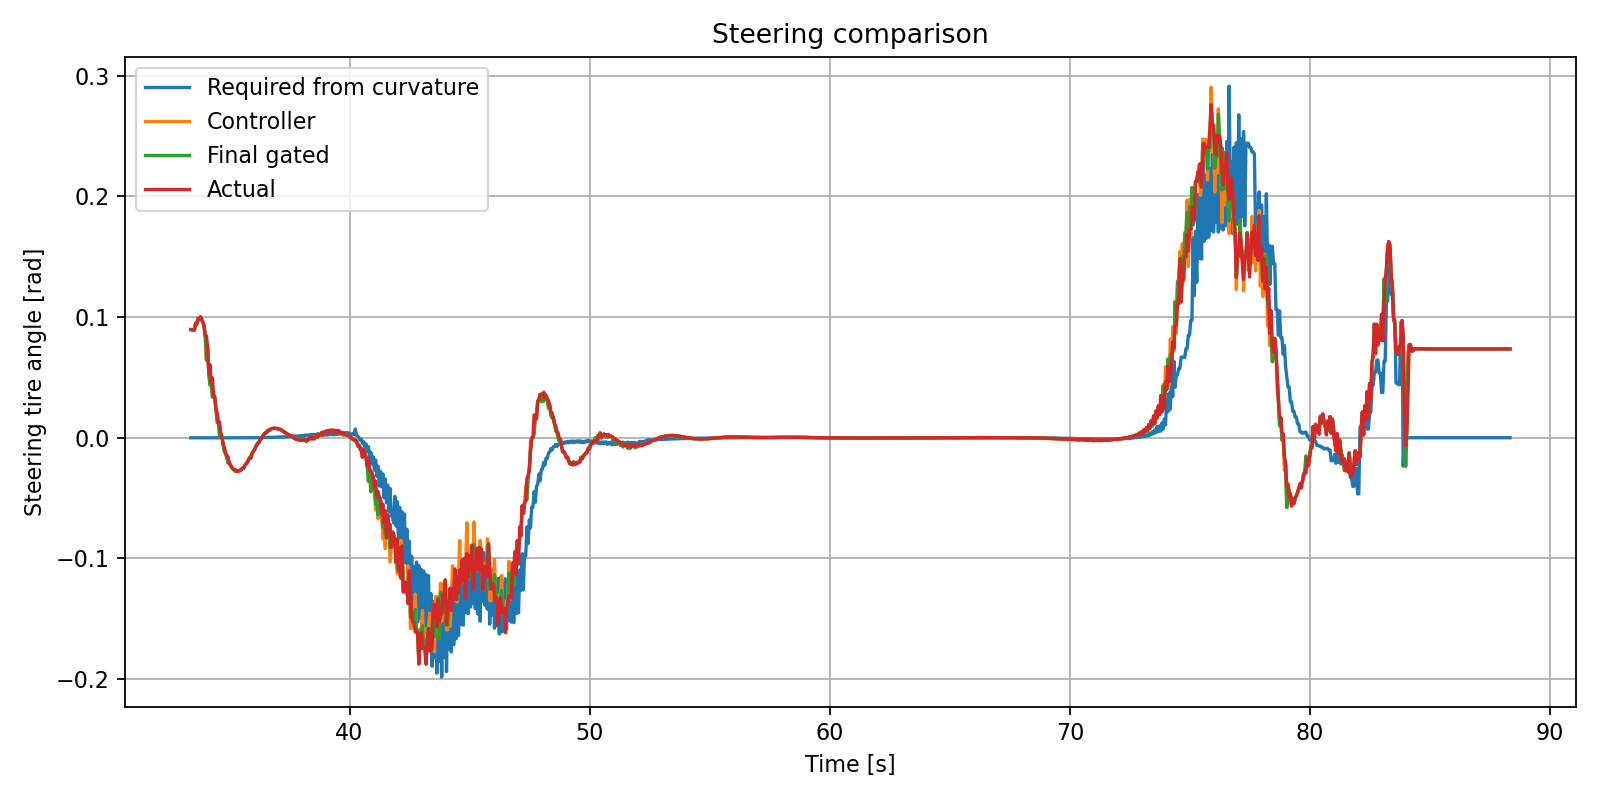 Steering comparison
Required from curvature
Controller
Final gated
Actual
Steering tire angle [rad]
0.3
0.2
0.1
0.0
−0.1
−0.2
40 50 60 70 80 90
Time [s]